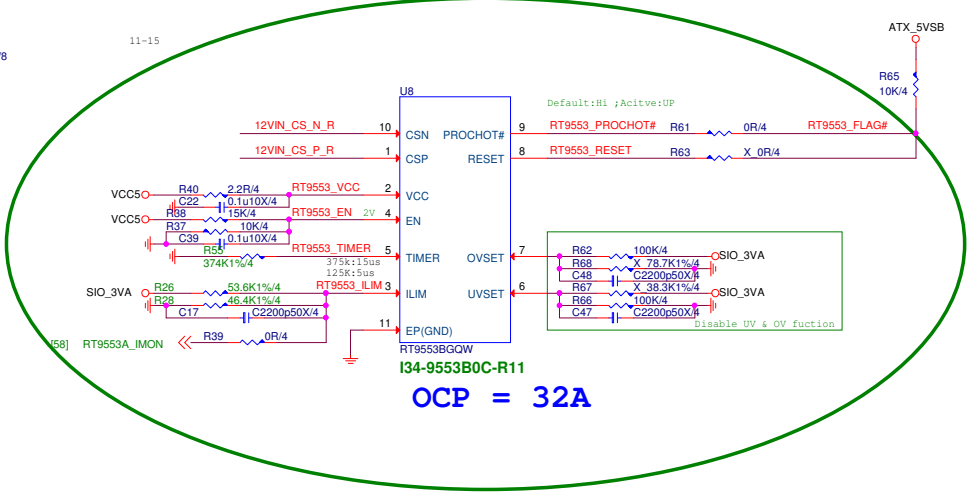 ATX_5VSB
11-15
/8
R65
10K/4
U8
Default:Hi ;Acitve:UP
12VIN_CS_N_R 10 CSN PROCHOT# 9 RT9553_PROCHOT# R61 0R/4 RT9553_FLAG#
12VIN_CS_P_R 1 CSP RESET 8 RT9553_RESET R63 X_0R/4
VCC5 R40 2.2R/4 RT9553_VCC 2 VCC
C22 0.1u10X/4
VCC5 R38 15K/4 RT9553_EN 2V 4 EN
R37 10K/4
C39 0.1u10X/4
R55 374K1%/4 RT9553_TIMER 5 TIMER OVSET 7 R62 100K/4 SIO_3VA
375k:15us
125K:5us
R68 X_78.7K1%/4
C48 C2200p50X/4
SIO_3VA R26 53.6K1%/4 RT9553_ILIM 3 ILIM UVSET 6 R67 X_38.3K1%/4 SIO_3VA
R28 46.4K1%/4
R66 100K/4
C17 C2200p50X/4
C47 C2200p50X/4
11 EP(GND)
Disable UV & OV fuction
[58] RT9553A_IMON R39 0R/4
RT9553BGQW
I34-9553B0C-R11
OCP = 32A